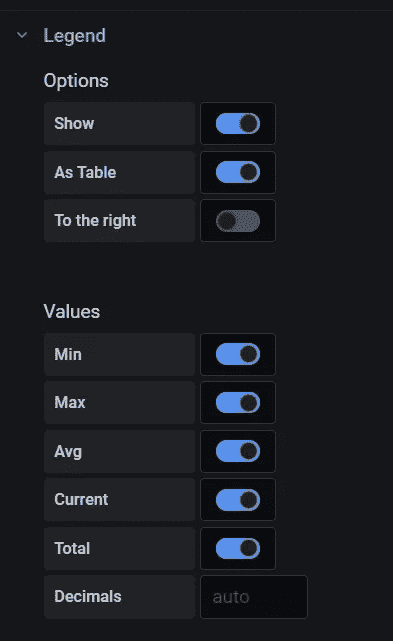 Legend
Options
Show
As Table
To the right
Values
Min
Max
Avg
Current
Total
Decimals auto